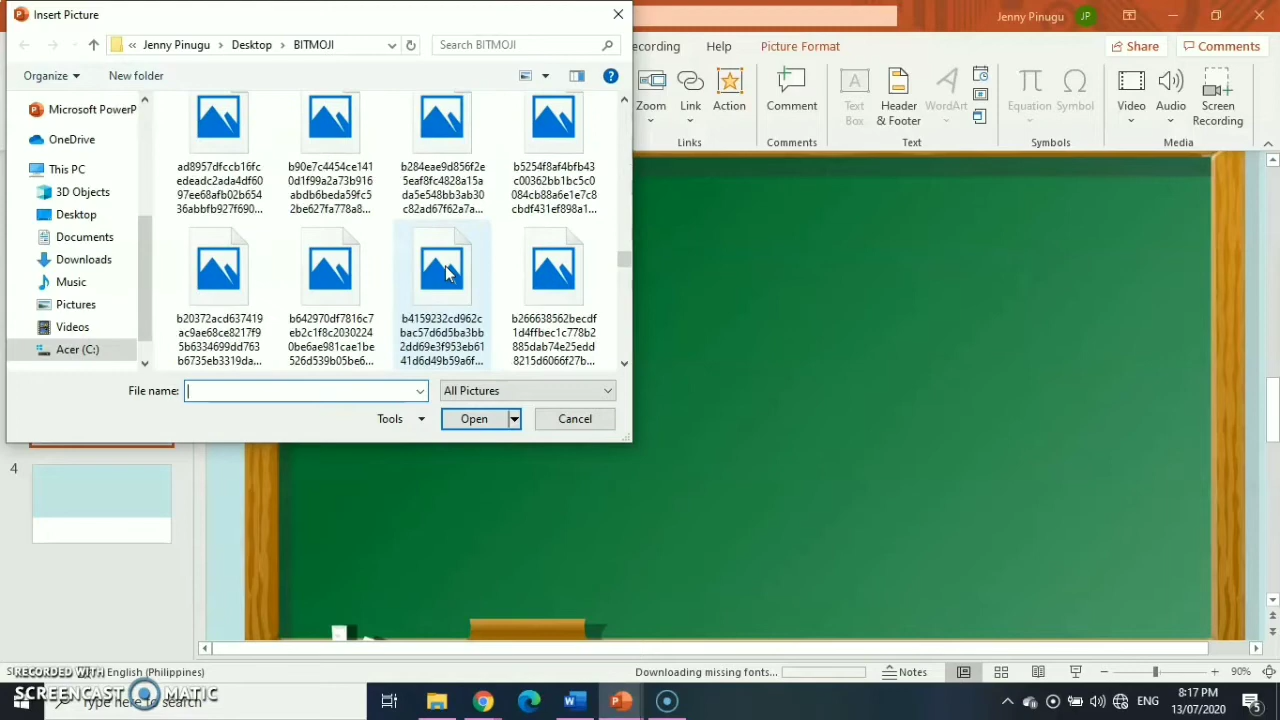 Insert Picture
Jenny Pinugu JP
« Jenny Pinugu > Desktop > BITMOJI Search BITMOJI
ecording Help Picture Format Share Comments
Organize New folder
Zoom Link Action Comment Text Box Header & Footer WordArt Equation Symbol Video Audio Screen Recording
Links Comments Text Symbols Media
Microsoft PowerP
OneDrive
This PC
3D Objects
Desktop
Documents
Downloads
Music
Pictures
Videos
Acer (C:)
ad8957dfccb16fc b90e7c4454ce141 b284eae9d856f2e b5254f8af4bfb43
edeadc2ada4df60 0d1f99a2a73b916 5eaf8fc4828a15a c00362bb1bc5c0
97ee68afb02b654 abdb6beda59fc5 da5e548bb3ab30 084cb88a6e1e7c8
36abbfb927f690... 2be627fa778a8... c82ad67f62a7a... cbdf431ef898a1...
b20372acd637419 b642970df7816c7 b4159232cd962c b266638562becdf
ac9ae68ce8217f9 eb2c1f8c2030224 bac57d6d5ba3bb 1d4ffbec1c778b2
5b6334699dd763 0be6ae981cae1be 2dd69e3f953eb61 885dab74e25edd
b6735eb3319da... 526d539b05be6... 41d6d49b59a6f... 8215d6066f27b...
File name: All Pictures
Tools Open Cancel
4
RECORDED WITH English (Philippines) Downloading missing fonts... Notes 90%
SCREENCAST MATIC
Type here to search
ENG 8:17 PM
13/07/2020 5